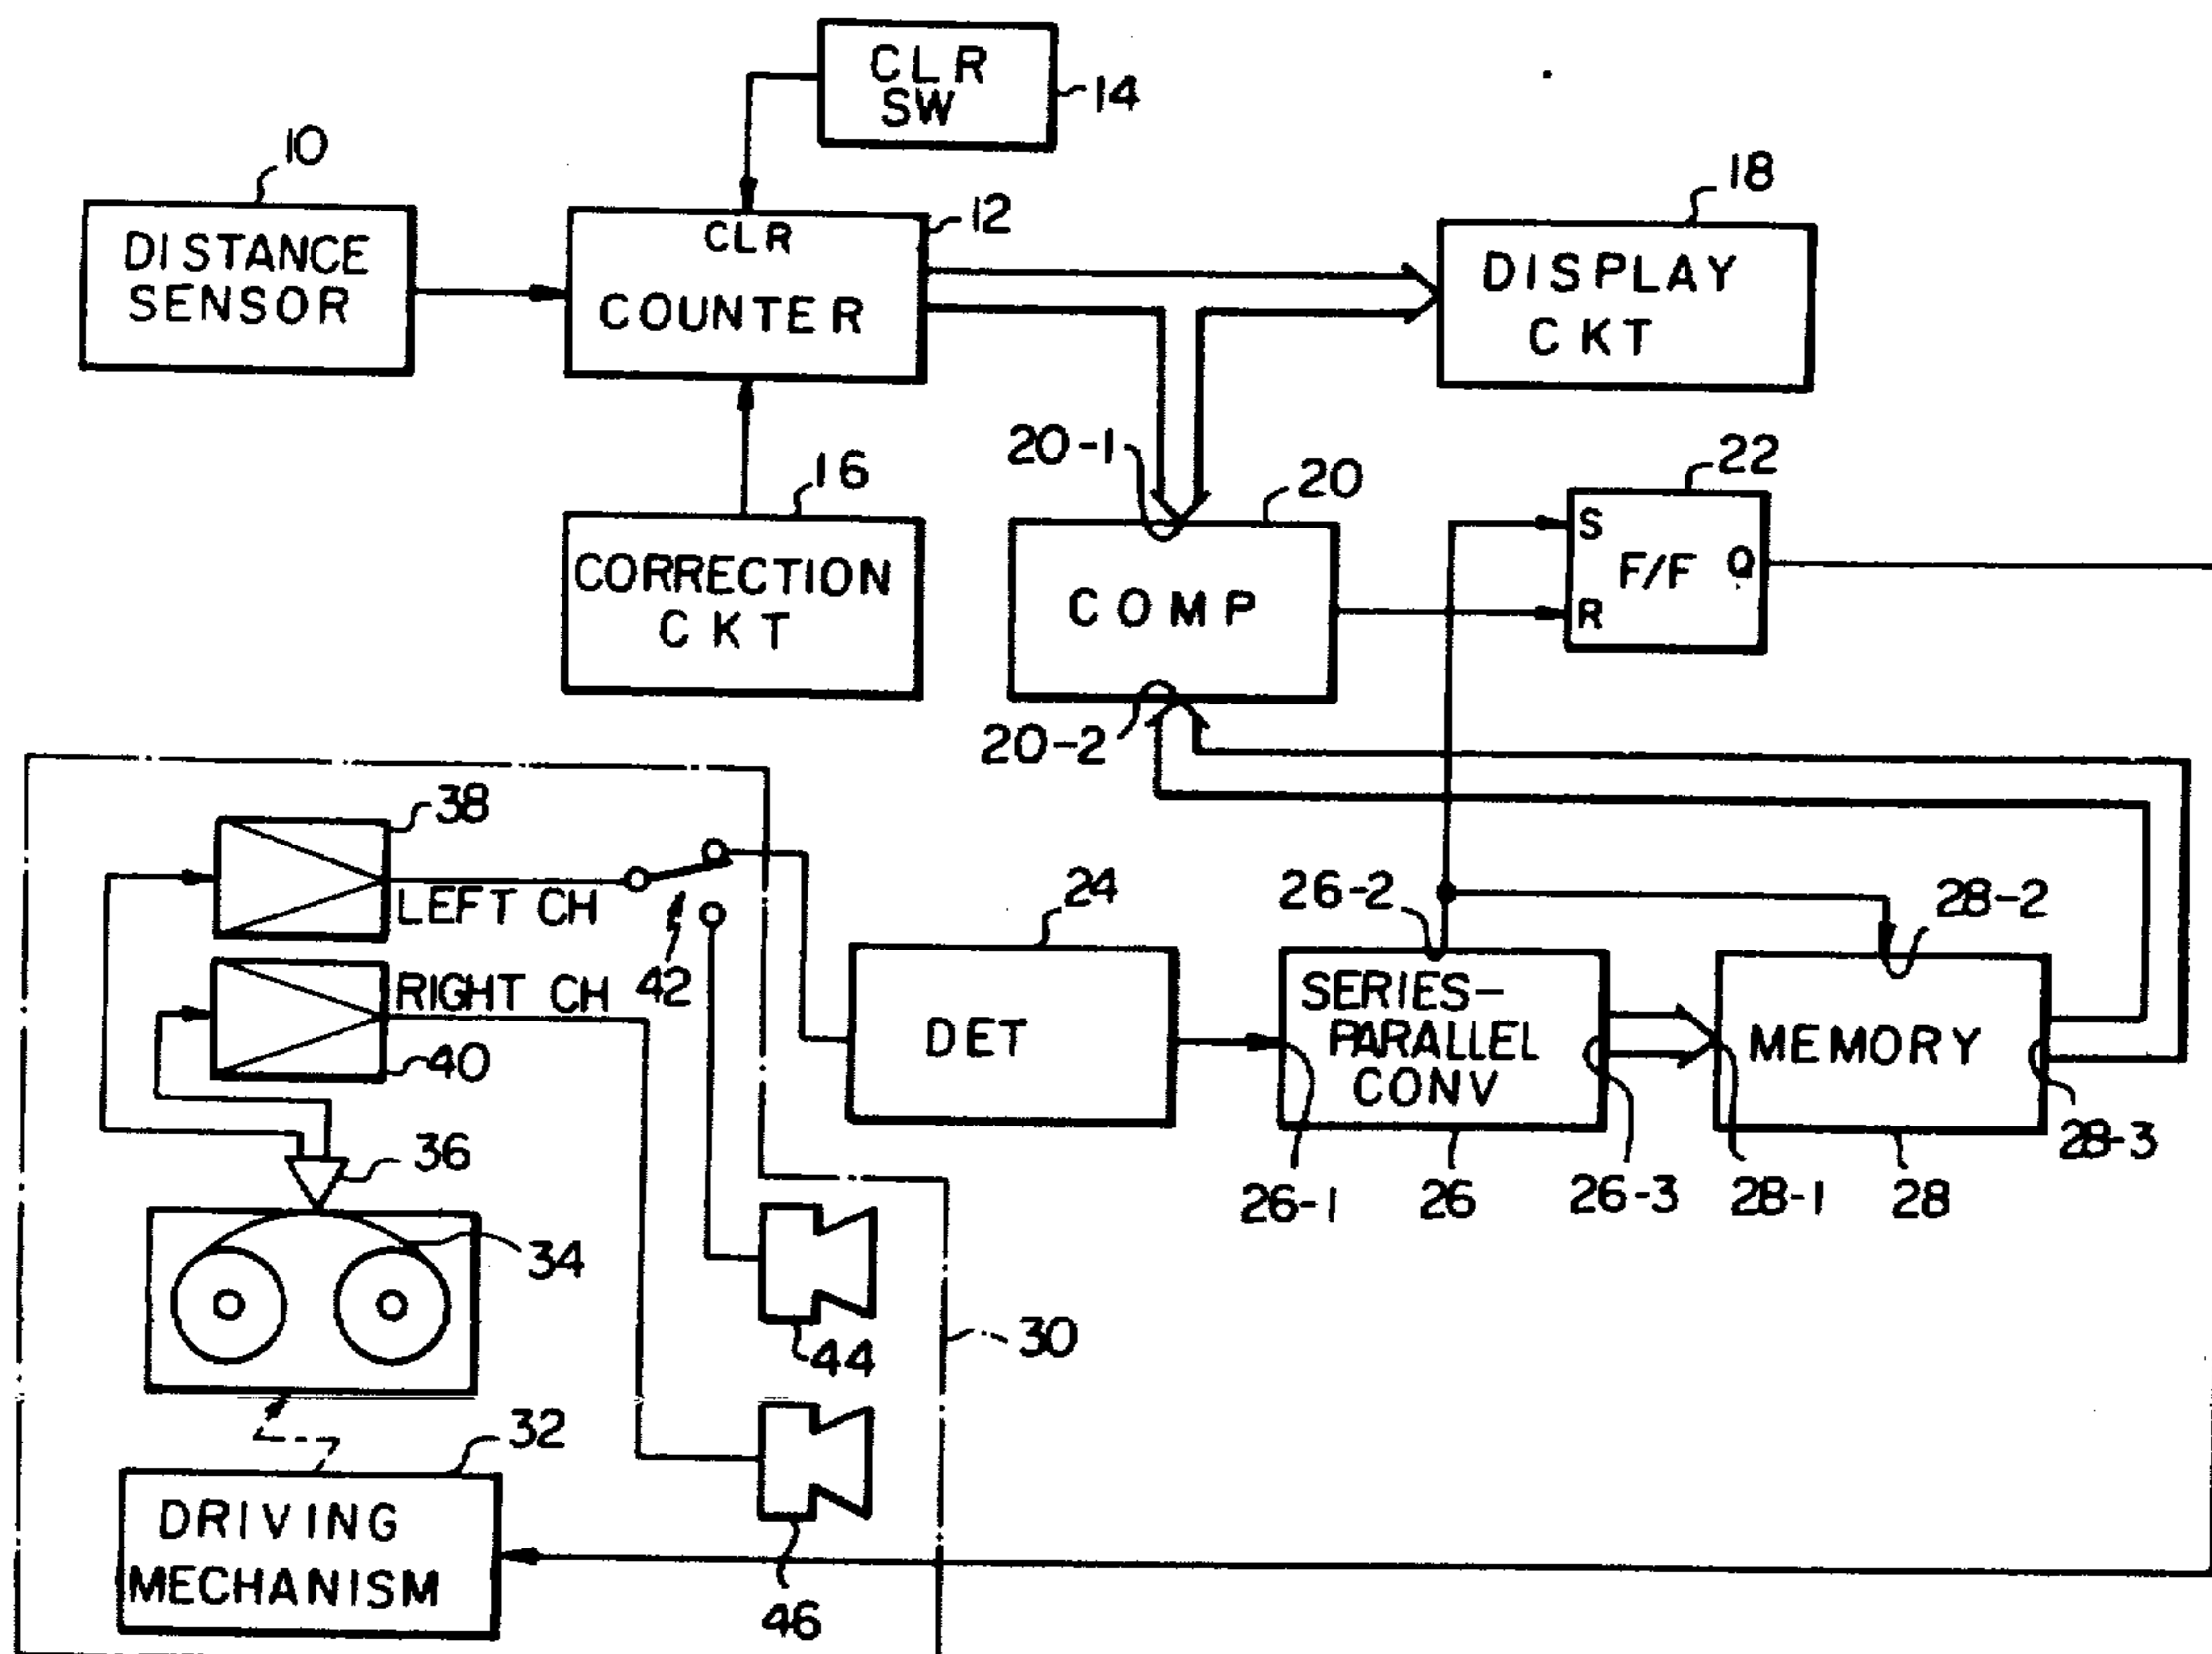 CLR
SW
14
10
DISTANCE
SENSOR
CLR
COUNTER
12
18
DISPLAY
CKT
16
CORRECTION
CKT
20-1
20
COMP
20-2
22
S
F/F Q
R
38
LEFT CH
RIGHT CH
42
40
36
34
32
DRIVING
MECHANISM
44
46
30
24
DET
26-2
SERIES-
PARALLEL
CONV
26-1
26
26-3
28-2
MEMORY
28-1
28
28-3